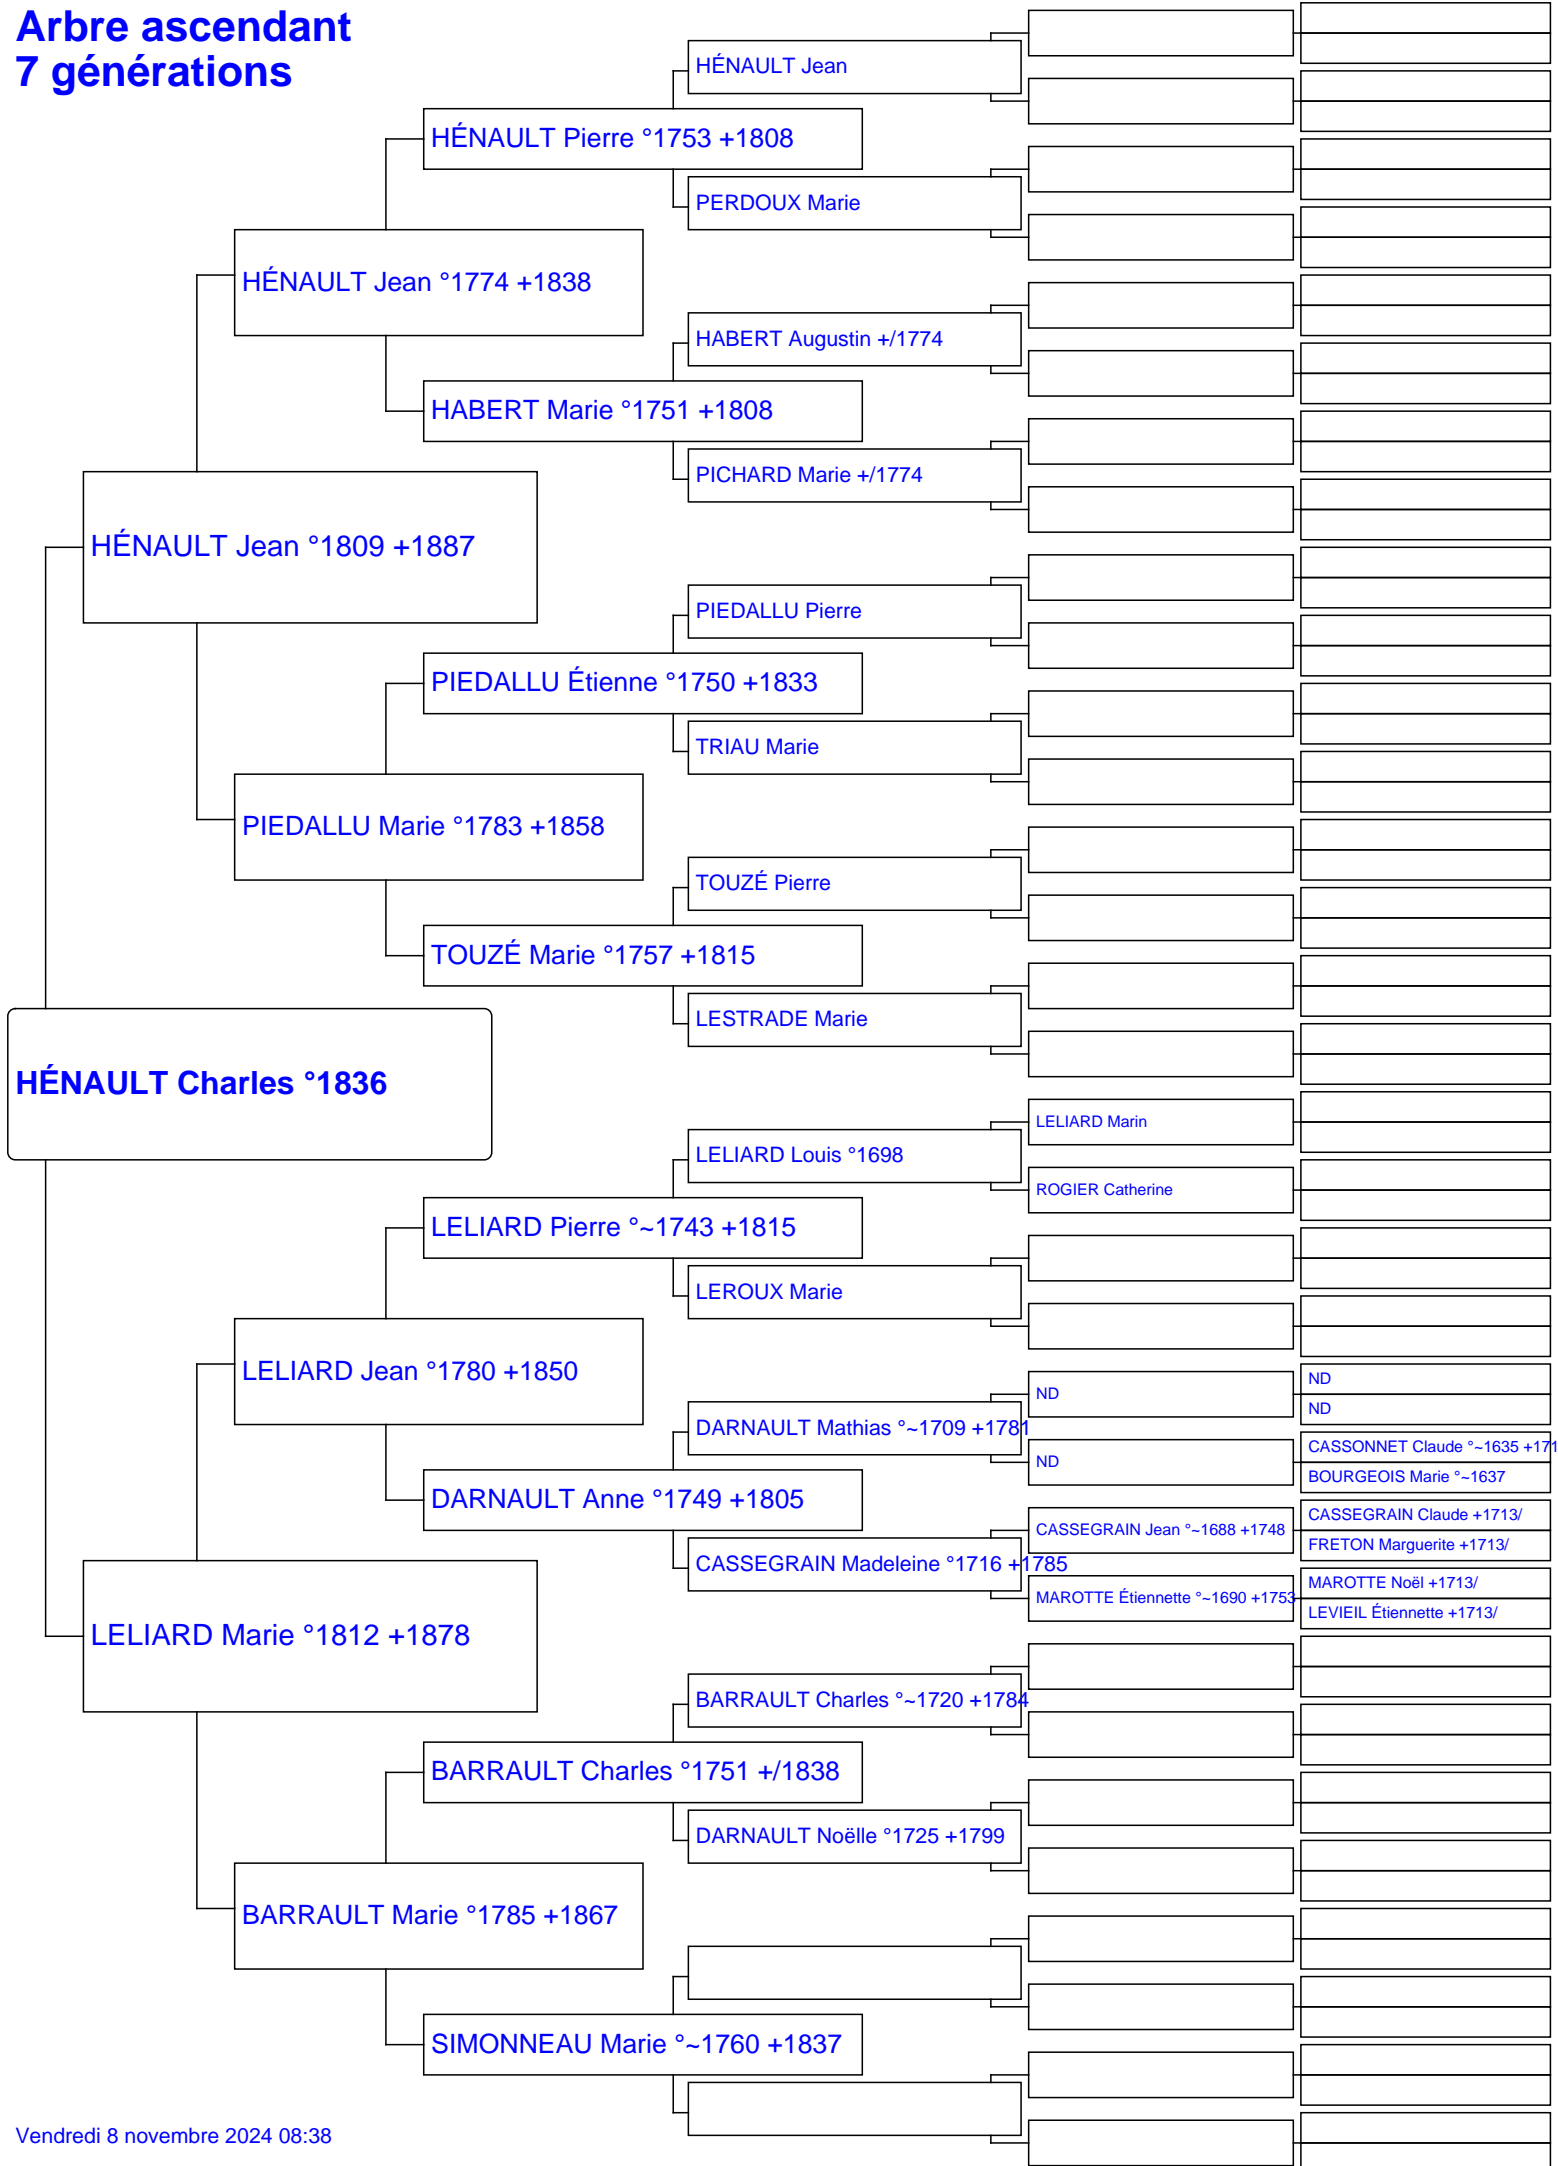 Arbre ascendant
7 générations
HÉNAULT Jean
HÉNAULT Pierre °1753 +1808
PERDOUX Marie
HÉNAULT Jean °1774 +1838
HABERT Augustin +/1774
HABERT Marie °1751 +1808
PICHARD Marie +/1774
HÉNAULT Jean °1809 +1887
PIEDALLU Pierre
PIEDALLU Étienne °1750 +1833
TRIAU Marie
PIEDALLU Marie °1783 +1858
TOUZÉ Pierre
TOUZÉ Marie °1757 +1815
LESTRADE Marie
HÉNAULT Charles °1836
LELIARD Marin
LELIARD Louis °1698
ROGIER Catherine
LELIARD Pierre °~1743 +1815
LEROUX Marie
LELIARD Jean °1780 +1850
ND
ND
ND
DARNAULT Mathias °~1709 +1781
CASSONNET Claude °~1635 +171
ND
BOURGEOIS Marie °~1637
DARNAULT Anne °1749 +1805
CASSEGRAIN Claude +1713/
CASSEGRAIN Jean °~1688 +1748
FRETON Marguerite +1713/
CASSEGRAIN Madeleine °1716 +1785
MAROTTE Noël +1713/
MAROTTE Étiennette °~1690 +1753
LEVIEIL Étiennette +1713/
LELIARD Marie °1812 +1878
BARRAULT Charles °~1720 +1784
BARRAULT Charles °1751 +/1838
DARNAULT Noëlle °1725 +1799
BARRAULT Marie °1785 +1867
SIMONNEAU Marie °~1760 +1837
Vendredi 8 novembre 2024 08:38